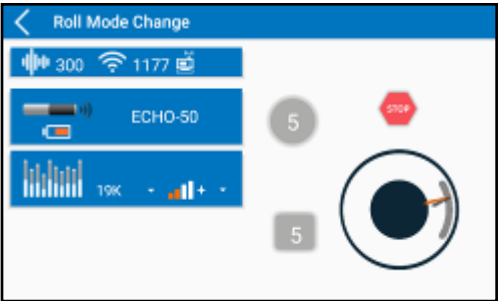 Roll Mode Change
300 1177
ECHO-50
5
STOP
19K - + -
5